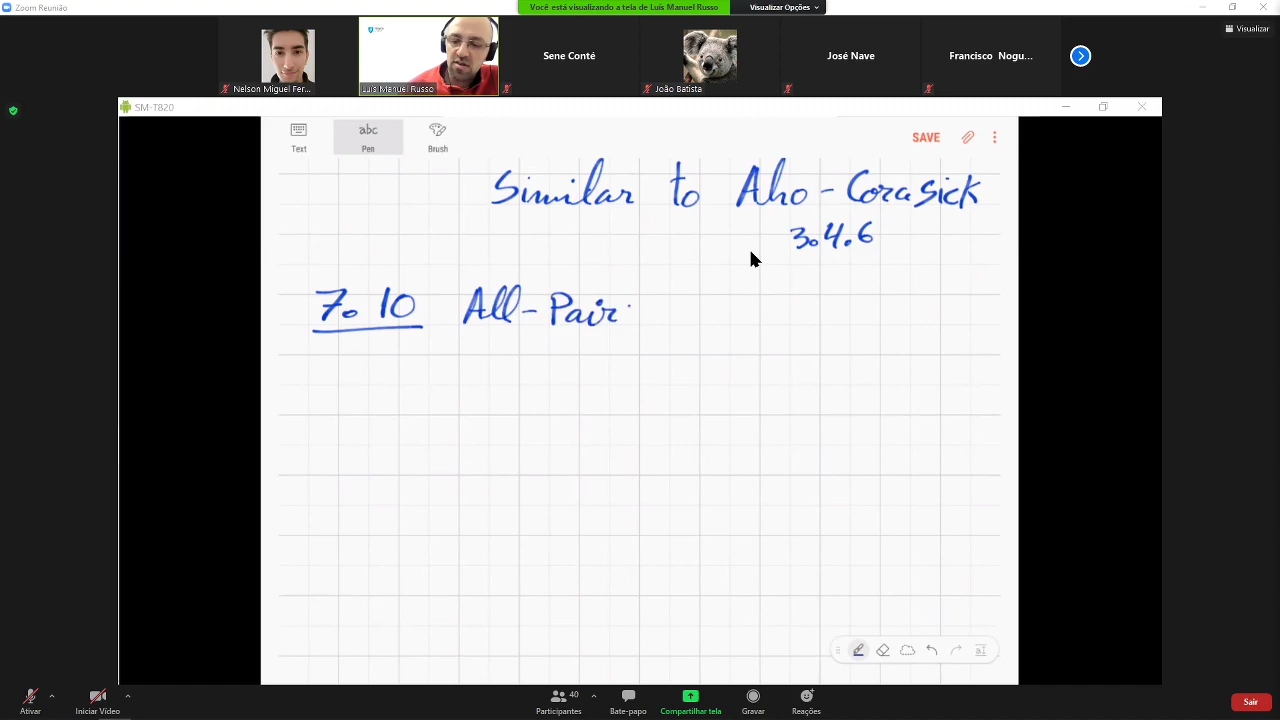 Zoom Reunião
Você está visualizando a tela de Luís Manuel Russo
Visualizar Opções
Visualizar
Nelson Miguel Fer...
Luís Manuel Russo
Sene Conté
João Batista
José Nave
Francisco Nogu...
SM-T820
Text
abc
Pen
Brush
SAVE
Similar to Aho-Corasick
3.4.6
7.10 All-Pair
Ativar
Iniciar Vídeo
40
Participantes
Bate-papo
Compartilhar tela
Gravar
Reações
Sair